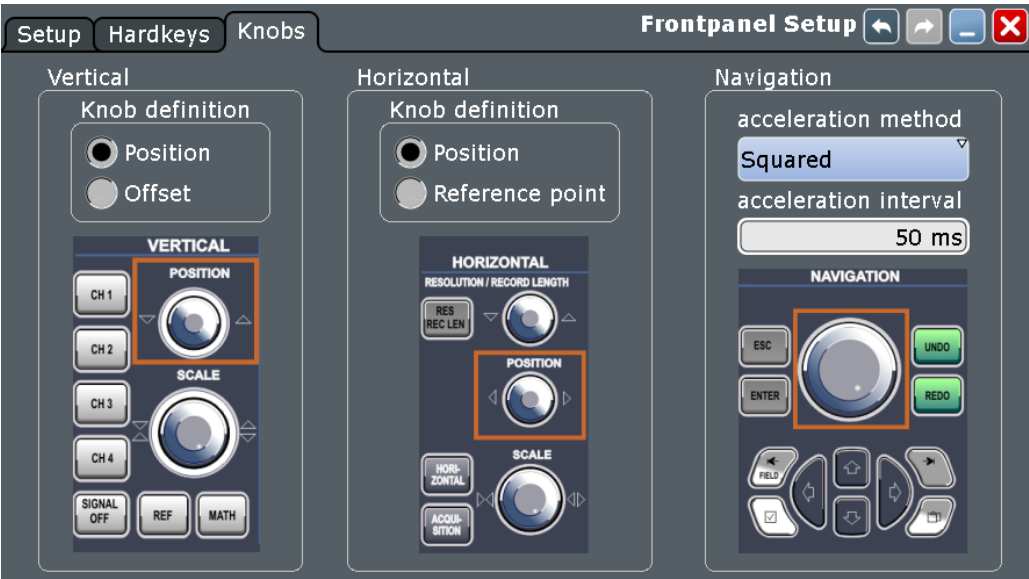 Setup Hardkeys Knobs Frontpanel Setup
Vertical
Knob definition
Position
Offset
VERTICAL
POSITION
CH 1
CH 2
SCALE
CH 3
CH 4
SIGNAL
OFF
REF
MATH
Horizontal
Knob definition
Position
Reference point
HORIZONTAL
RESOLUTION / RECORD LENGTH
RES
REC LEN
POSITION
SCALE
HORI-
ZONTAL
ACQUI-
SITION
Navigation
acceleration method
Squared
acceleration interval
50 ms
NAVIGATION
ESC
UNDO
ENTER
REDO
FIELD